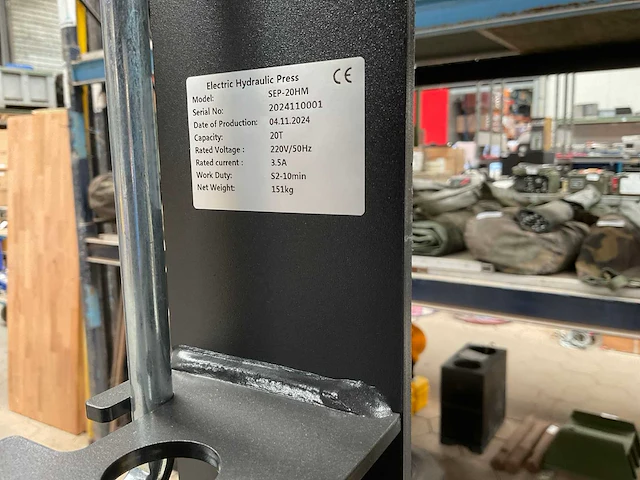 Electric Hydraulic Press CE
Model: SEP-20HM
Serial No: 2024110001
Date of Production: 04.11.2024
Capacity: 20T
Rated Voltage : 220V/50Hz
Rated current : 3.5A
Work Duty: S2-10min
Net Weight: 151kg